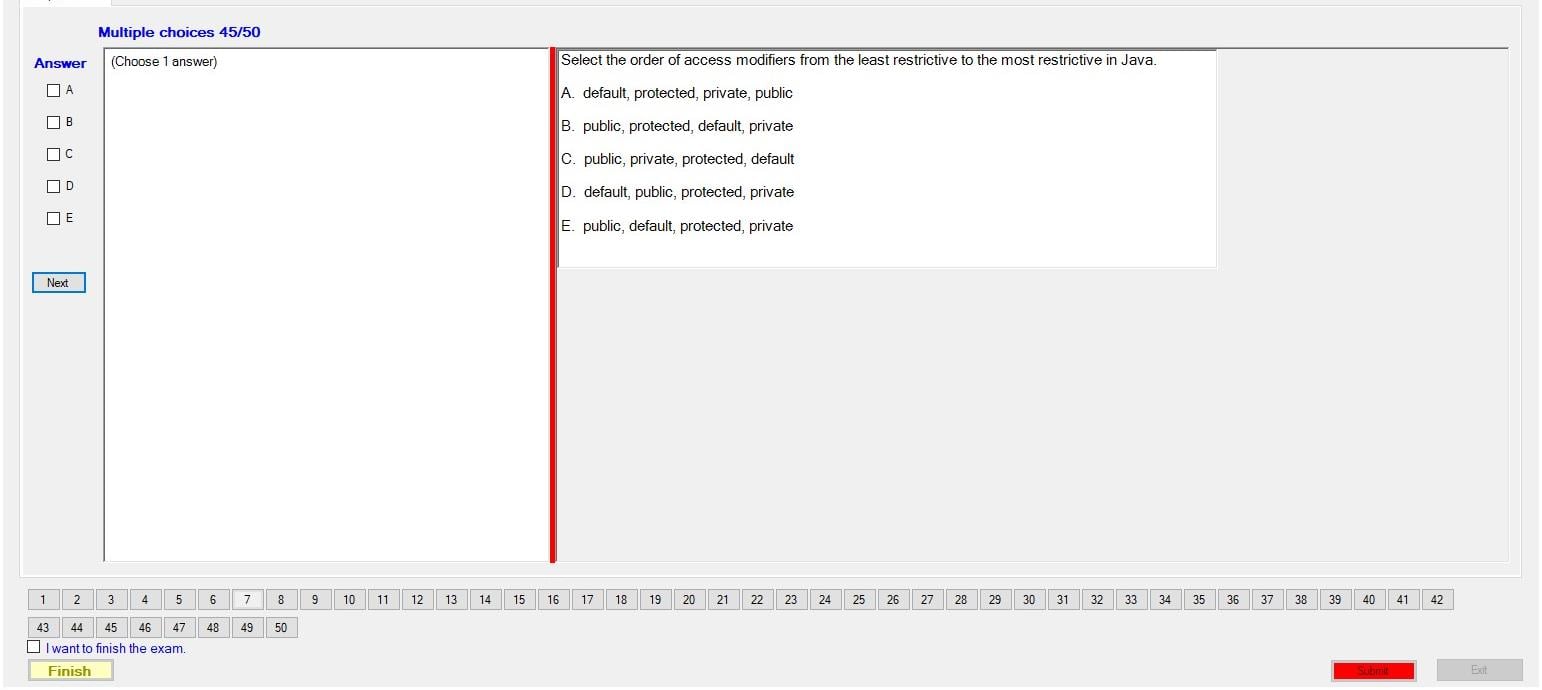 Multiple choices 45/50
Answer
(Choose 1 answer)
A
B
C
D
E
Next
Select the order of access modifiers from the least restrictive to the most restrictive in Java.
A. default, protected, private, public
B. public, protected, default, private
C. public, private, protected, default
D. default, public, protected, private
E. public, default, protected, private
1 2 3 4 5 6 7 8 9 10 11 12 13 14 15 16 17 18 19 20 21 22 23 24 25 26 27 28 29 30 31 32 33 34 35 36 37 38 39 40 41 42
43 44 45 46 47 48 49 50
I want to finish the exam.
Finish
Submit
Exit